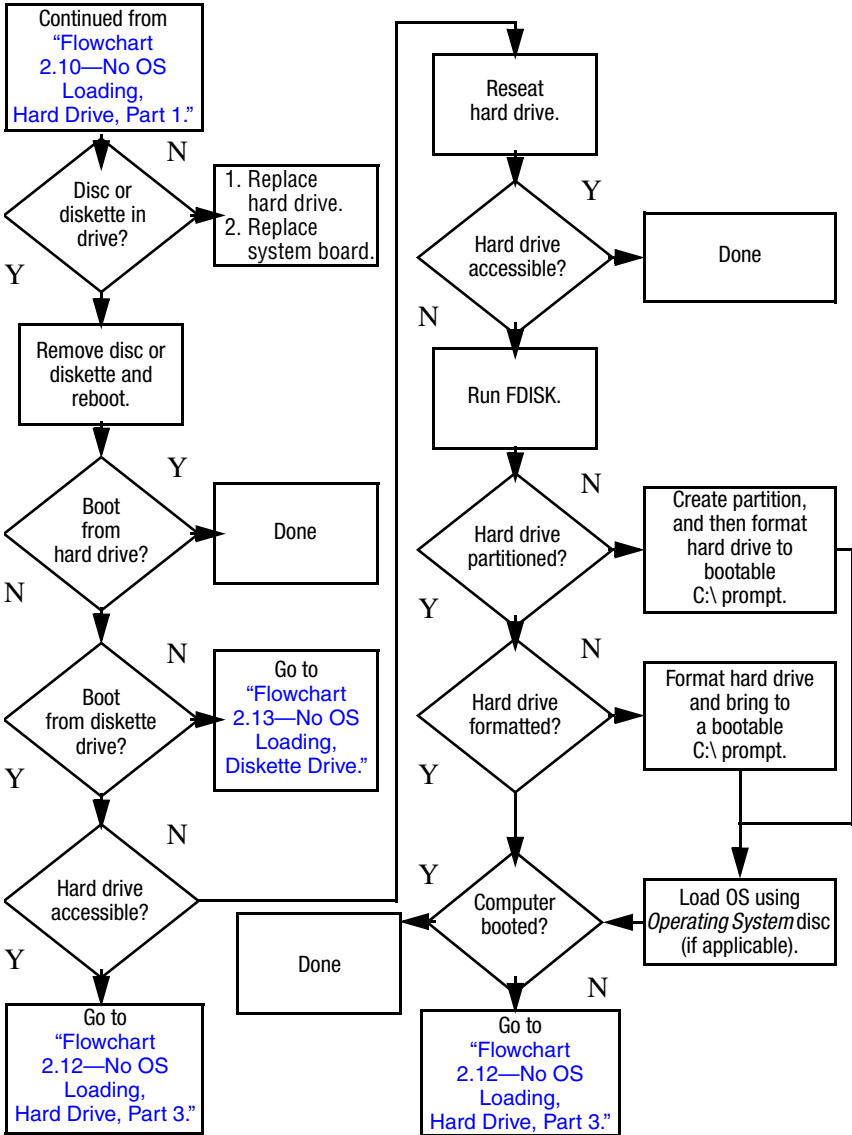 Continued from
“Flowchart
2.10—No OS
Loading,
Hard Drive, Part 1.”
N
Disc or
diskette in
drive?
1. Replace
hard drive.
2. Replace
system board.
Y
Remove disc or
diskette and
reboot.
Y
Boot
from
hard drive?
Done
N
N
Boot
from diskette
drive?
Go to
“Flowchart
2.13—No OS
Loading,
Diskette Drive.”
Y
N
Hard drive
accessible?
Y
Go to
“Flowchart
2.12—No OS
Loading,
Hard Drive, Part 3.”
Reseat
hard drive.
Y
Hard drive
accessible?
Done
N
Run FDISK.
N
Hard drive
partitioned?
Create partition,
and then format
hard drive to
bootable
C:\ prompt.
Y
N
Hard drive
formatted?
Format hard drive
and bring to
a bootable
C:\ prompt.
Y
Y
Computer
booted?
Load OS using
Operating System disc
(if applicable).
Done
N
Go to
“Flowchart
2.12—No OS
Loading,
Hard Drive, Part 3.”